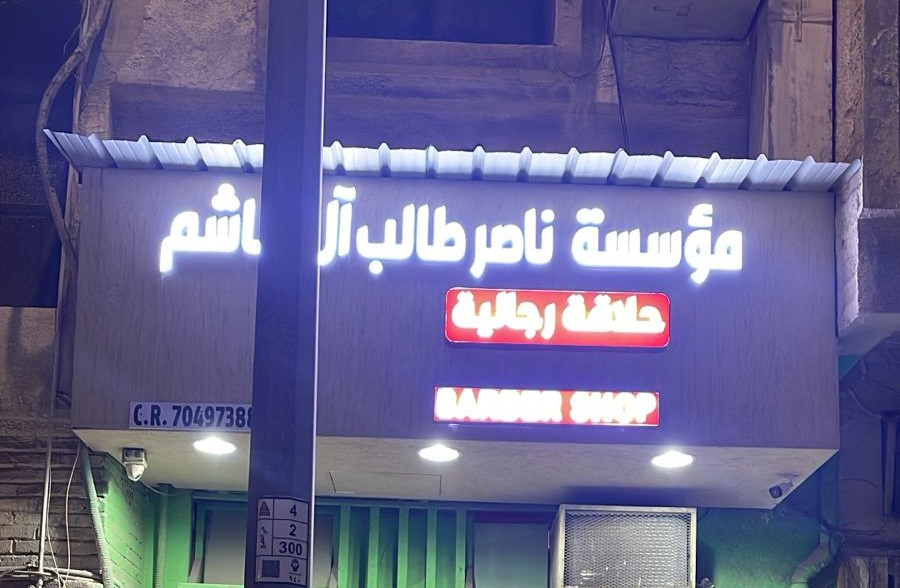 مؤسسة ناصر طالب آل
حلاقة رجالية
BARBER SHOP
C.R. 7049738
4
2
300